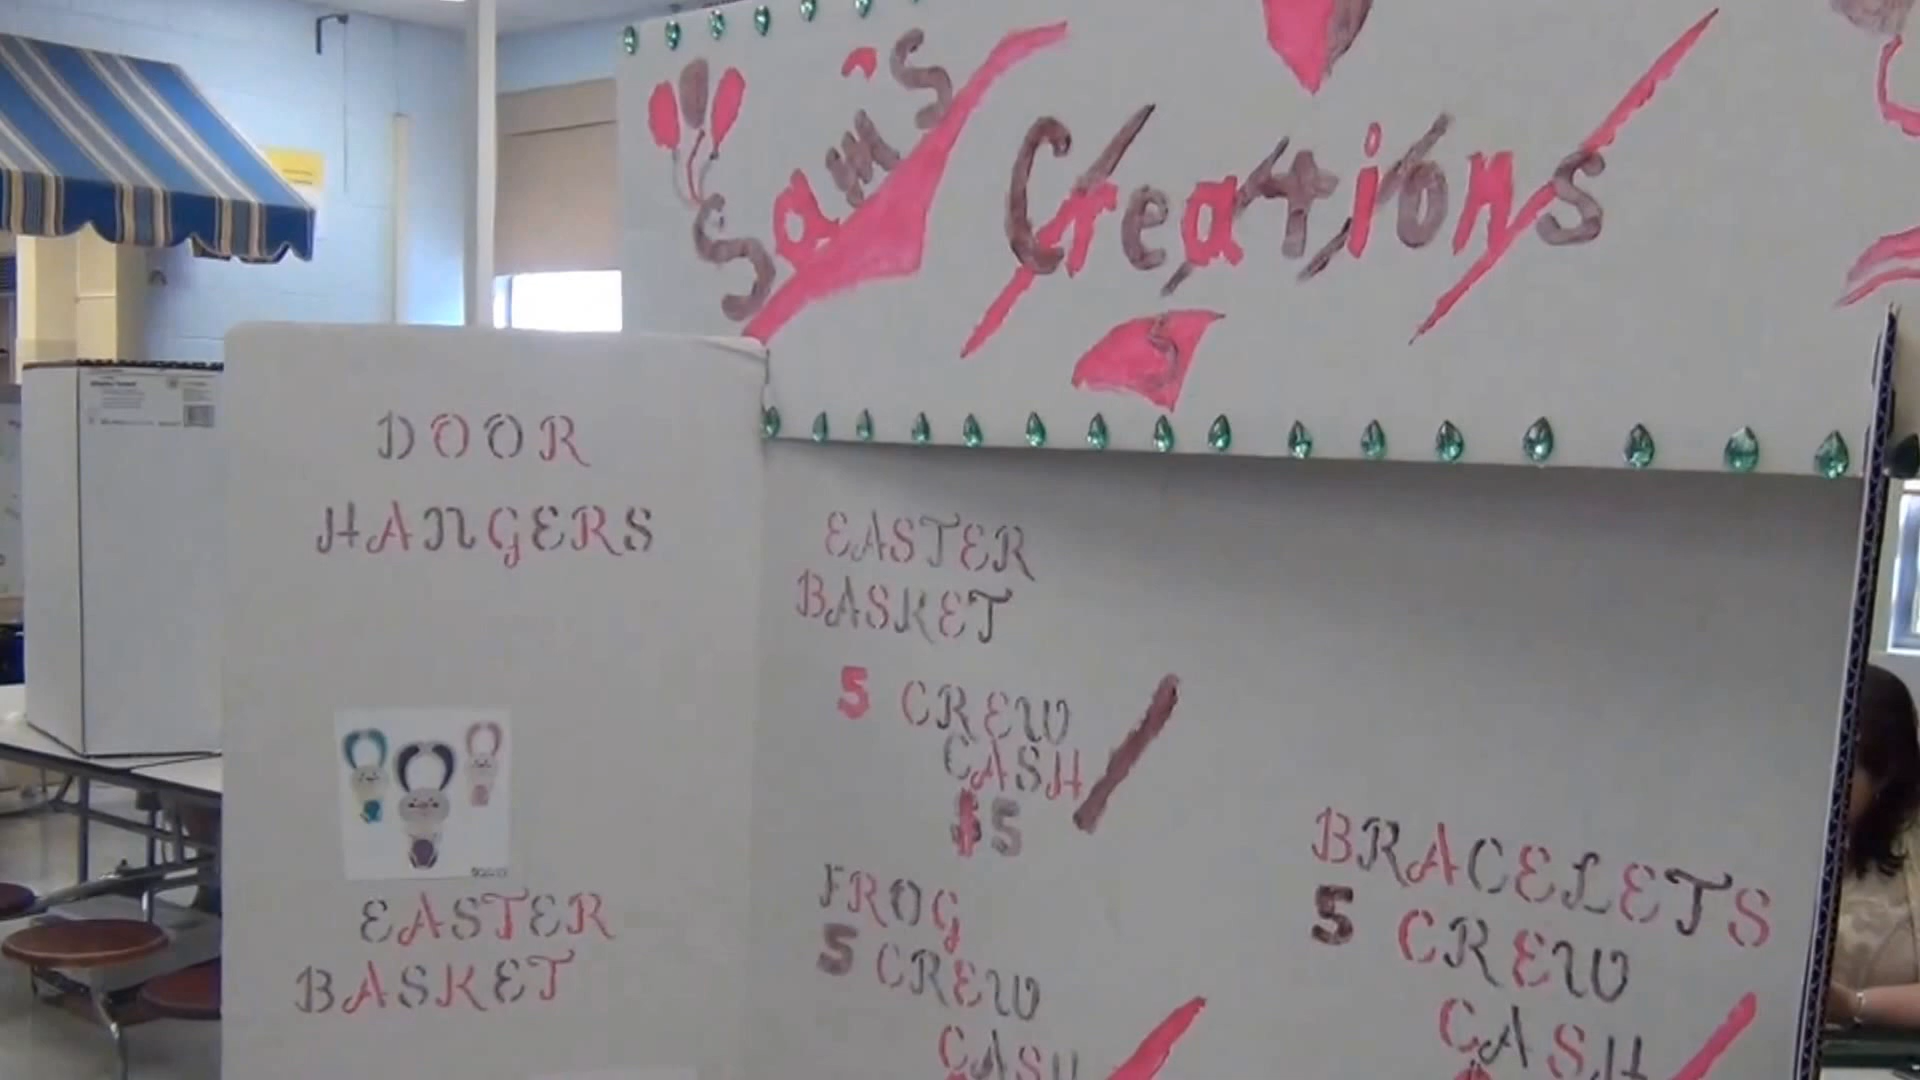 Sam's Creations
DOOR
HANGERS
EASTER
BASKET
EASTER
BASKET
5 CREW
CASH
$5
FROG
5 CREW
CASH
BRACELETS
5 CREW
CASH